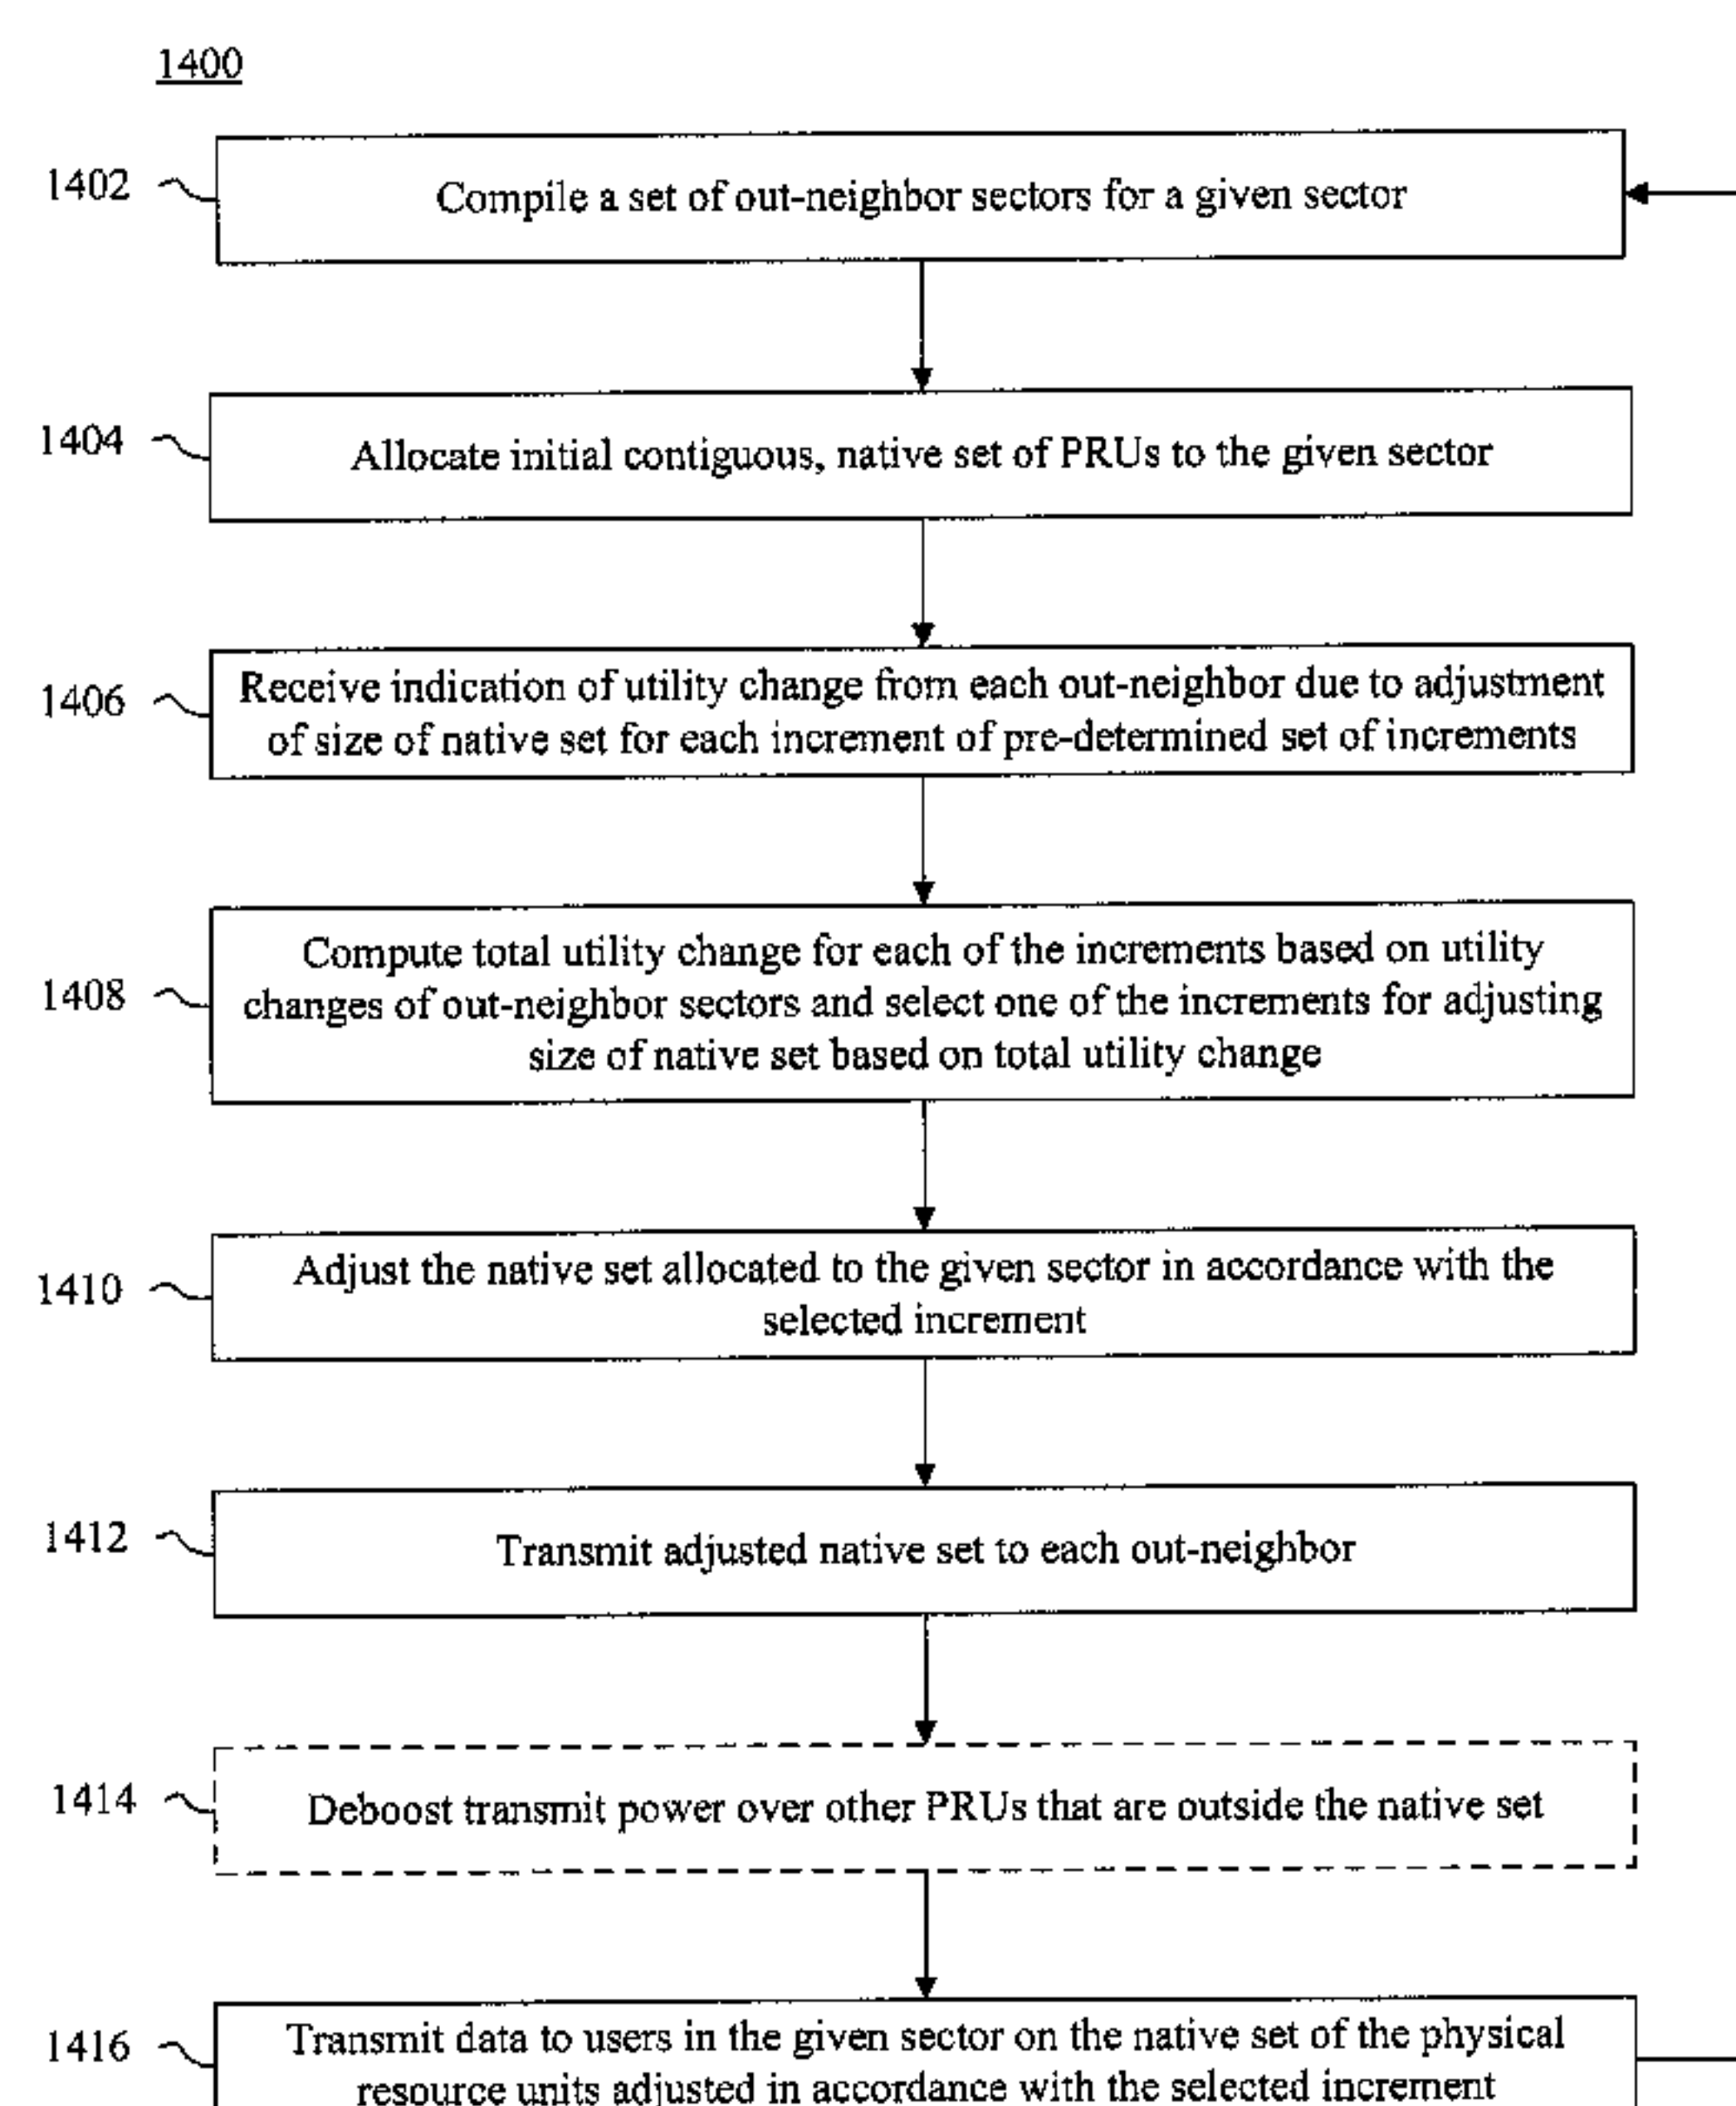 1400
1402
Compile a set of out-neighbor sectors for a given sector
1404
Allocate initial contiguous, native set of PRUs to the given sector
1406
Receive indication of utility change from each out-neighbor due to adjustment
of size of native set for each increment of pre-determined set of increments
1408
Compute total utility change for each of the increments based on utility
changes of out-neighbor sectors and select one of the increments for adjusting
size of native set based on total utility change
1410
Adjust the native set allocated to the given sector in accordance with the
selected increment
1412
Transmit adjusted native set to each out-neighbor
1414
Deboost transmit power over other PRUs that are outside the native set
1416
Transmit data to users in the given sector on the native set of the physical
resource units adjusted in accordance with the selected increment